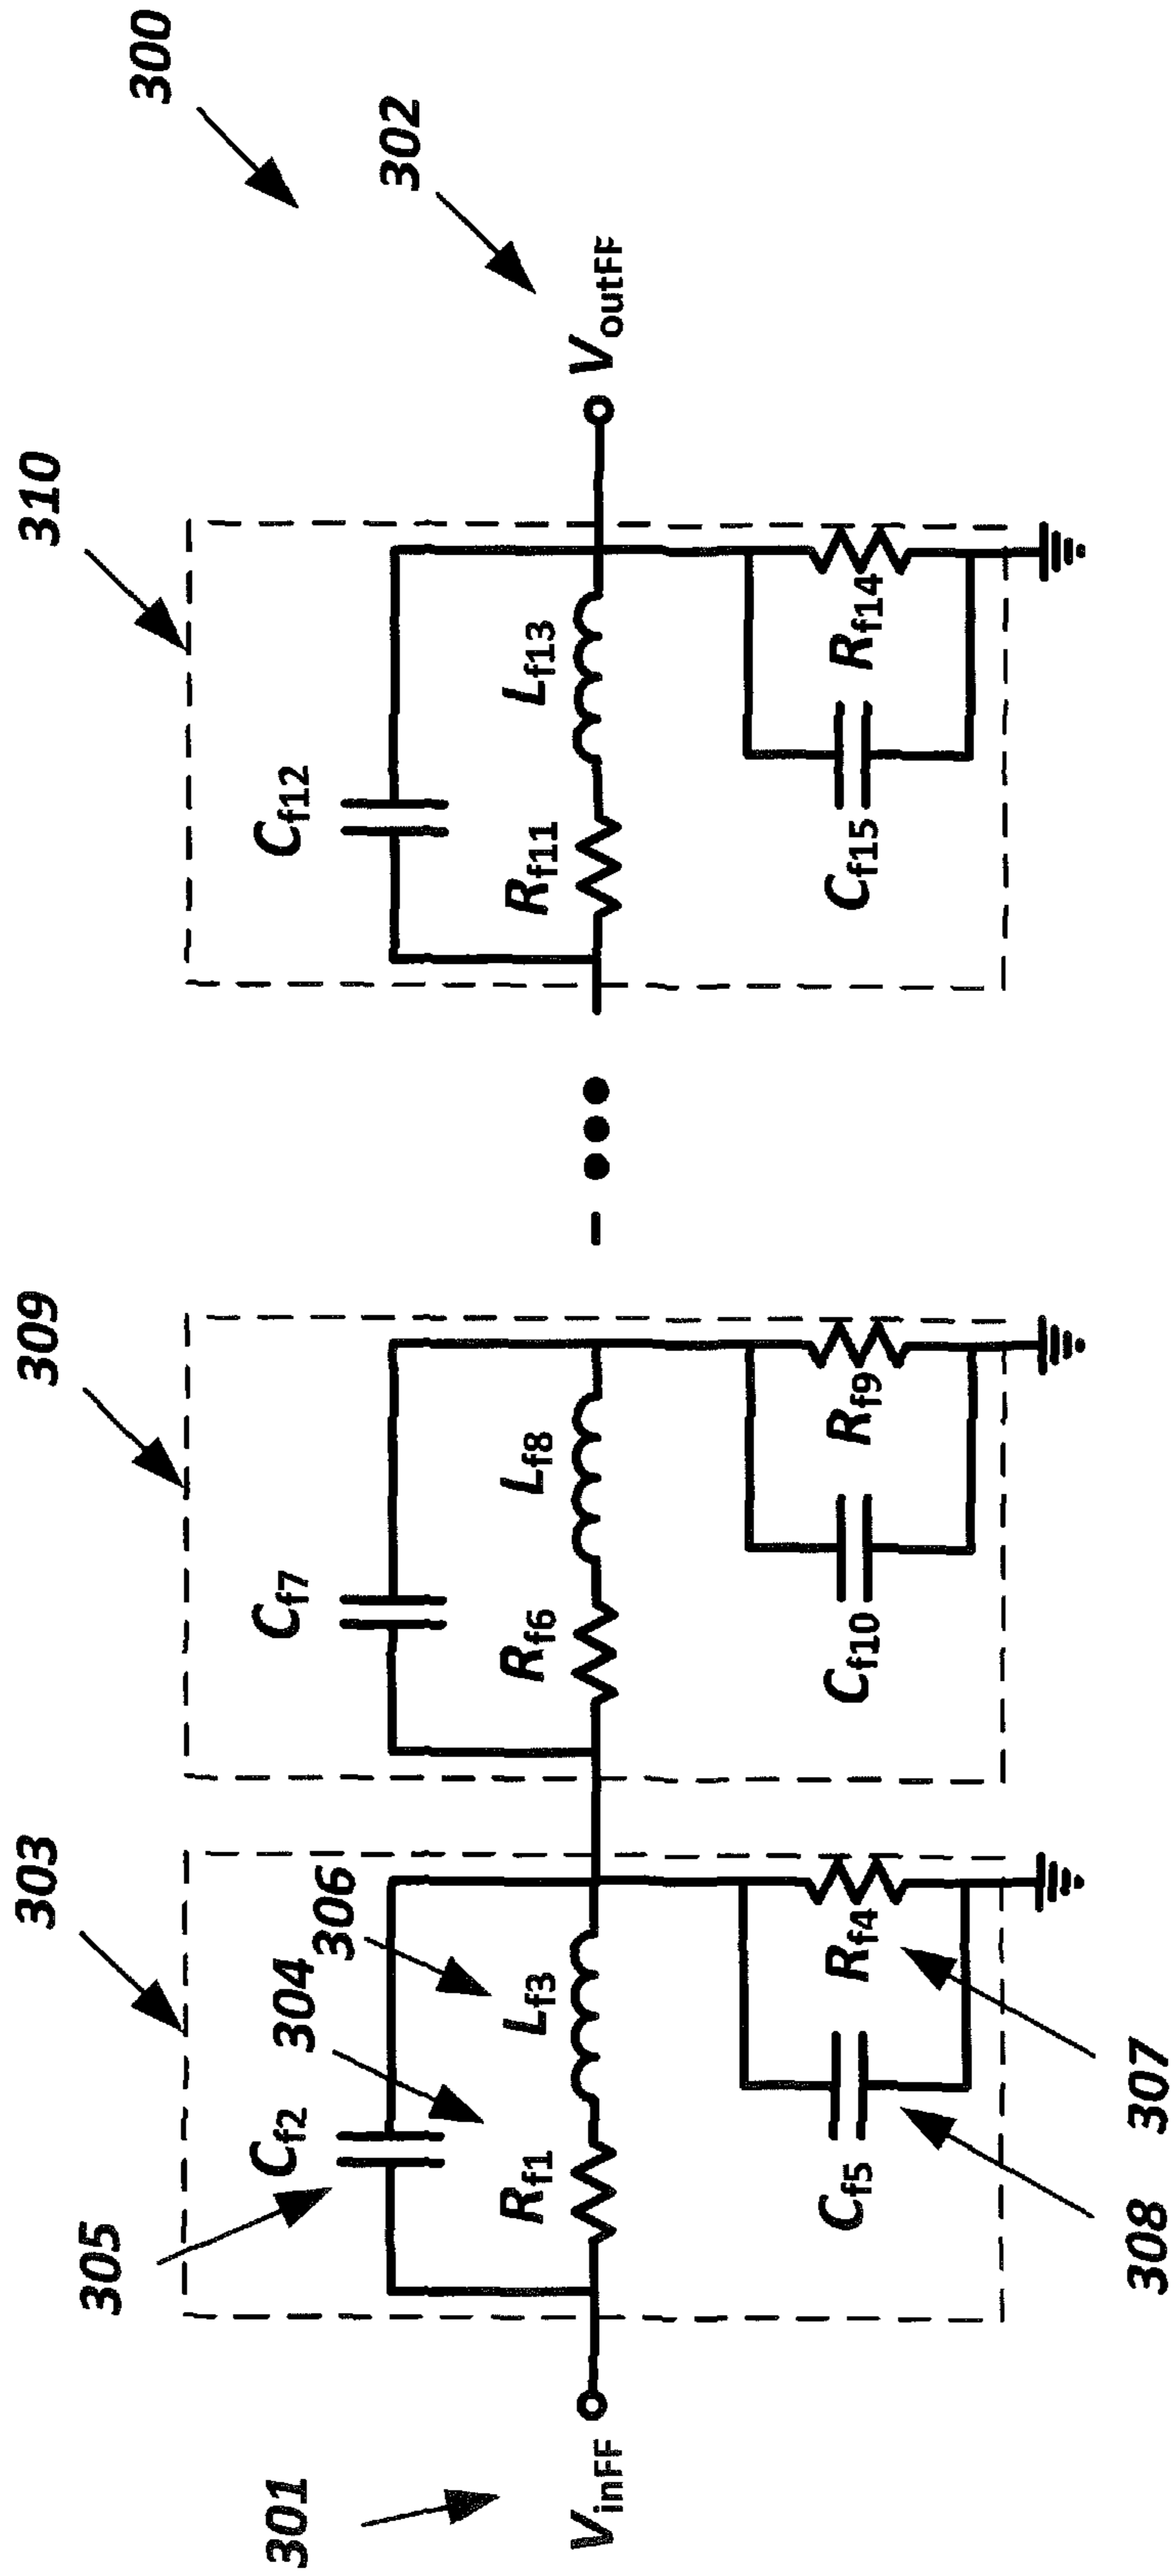 300
302
310
309
303
C_f12
L_f13
R_f11
V_outFF
C_f15
R_f14
C_f7
L_f8
R_f6
C_f10
R_f9
305
C_f2
304
306
R_f1
L_f3
C_f5
R_f4
308
307
301
V_inFF